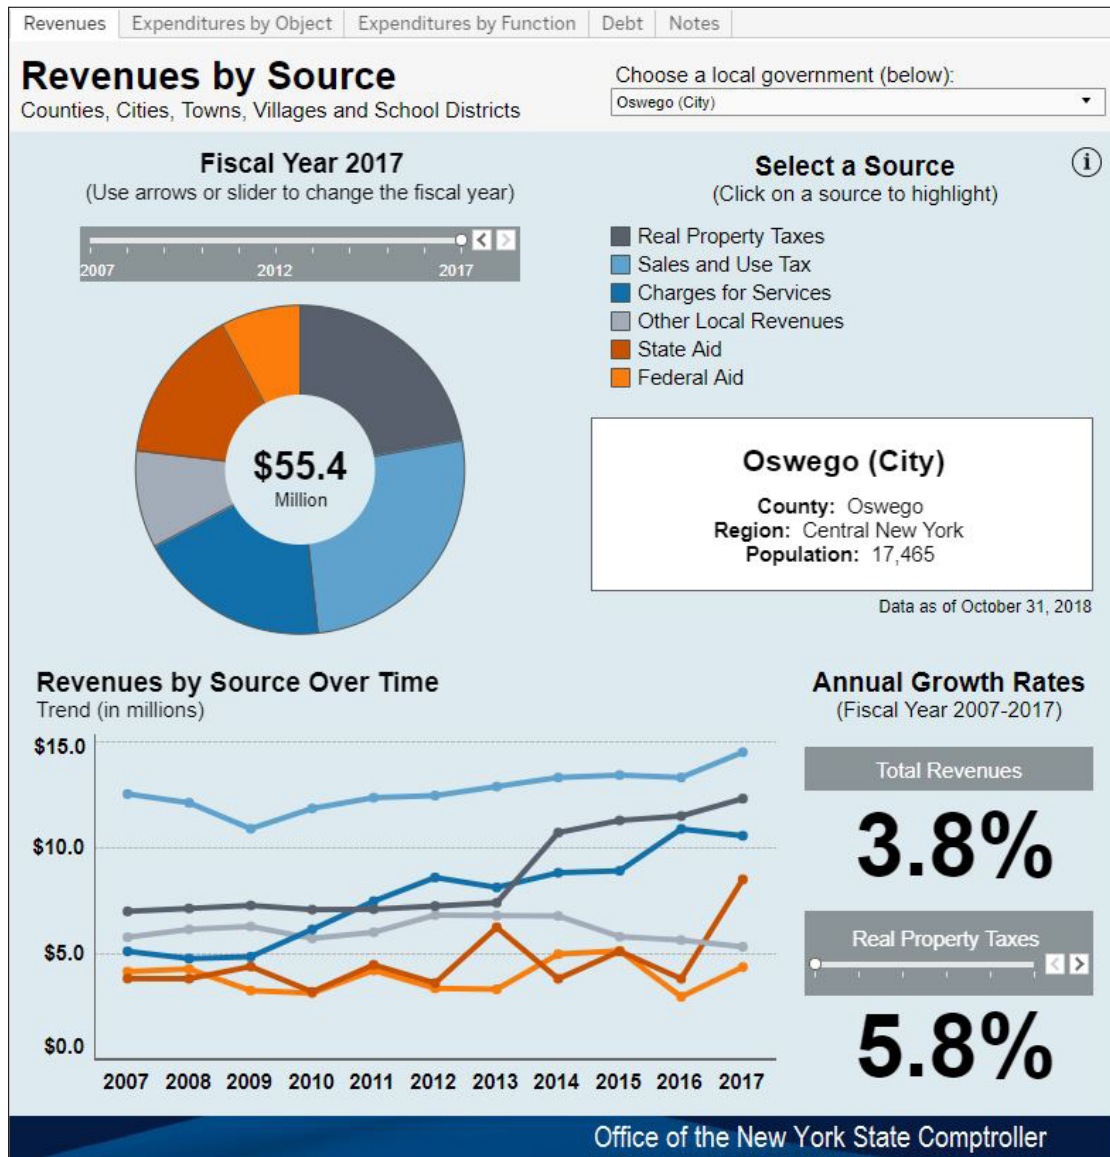 Revenues
Expenditures by Object
Expenditures by Function
Debt
Notes
Revenues by Source
Counties, Cities, Towns, Villages and School Districts
Choose a local government (below):
Oswego (City)
Fiscal Year 2017
(Use arrows or slider to change the fiscal year)
2007
2012
2017
$55.4
Million
Select a Source
(Click on a source to highlight)
Real Property Taxes
Sales and Use Tax
Charges for Services
Other Local Revenues
State Aid
Federal Aid
Oswego (City)
County: Oswego
Region: Central New York
Population: 17,465
Data as of October 31, 2018
Revenues by Source Over Time
Trend (in millions)
$15.0
$10.0
$5.0
$0.0
2007 2008 2009 2010 2011 2012 2013 2014 2015 2016 2017
Annual Growth Rates
(Fiscal Year 2007-2017)
Total Revenues
3.8%
Real Property Taxes
5.8%
Office of the New York State Comptroller